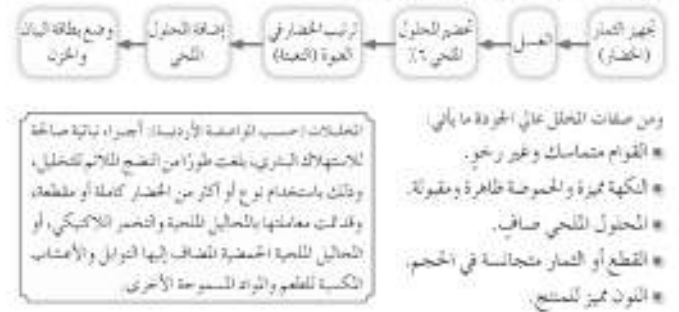 تجهيز الثمار (الخضار)
الغسل
تحضير المحلول الملحي ٦٪
ترتيب الخضار في العبوة (التعبئة)
إضافة المحلول الملحي
وضع بطاقة البيان والخزن
ومن صفات المخلل عالي الجودة ما يأتي:
القوام متماسك وغير رخو.
النكهة مميزة والحموضة ظاهرة ومقبولة.
المحلول الملحي صافٍ.
القطع أو الثمار متجانسة في الحجم.
اللون مميز للمنتج.
المخللات (حسب المواصفة الأردنية): أجزاء نباتية صالحة
للاستهلاك البشري، بلغت طورًا من النضج الملائم للتخليل،
وذلك باستخدام نوع أو أكثر من الخضار كاملة أو مقطعة،
وقد تمت معاملتها بالمحاليل الملحية والتخمر اللاكتيكي، أو
المحاليل الملحية الحمضية المضاف إليها التوابل والأعشاب
المكسبة للطعم والمواد المسموحة الأخرى.